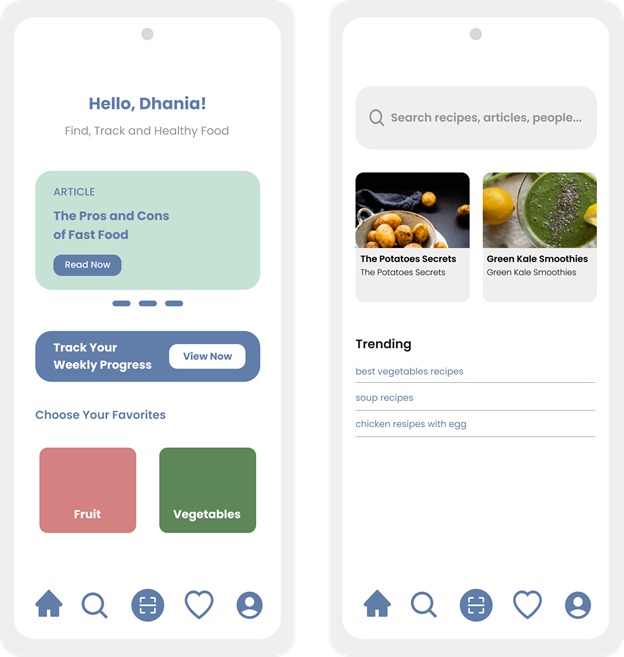 Hello, Dhania!
Find, Track and Healthy Food
ARTICLE
The Pros and Cons
of Fast Food
Read Now
Track Your
Weekly Progress
View Now
Choose Your Favorites
Fruit
Vegetables
Search recipes, articles, people...
The Potatoes Secrets
The Potatoes Secrets
Green Kale Smoothies
Green Kale Smoothies
Trending
best vegetables recipes
soup recipes
chicken resipes with egg